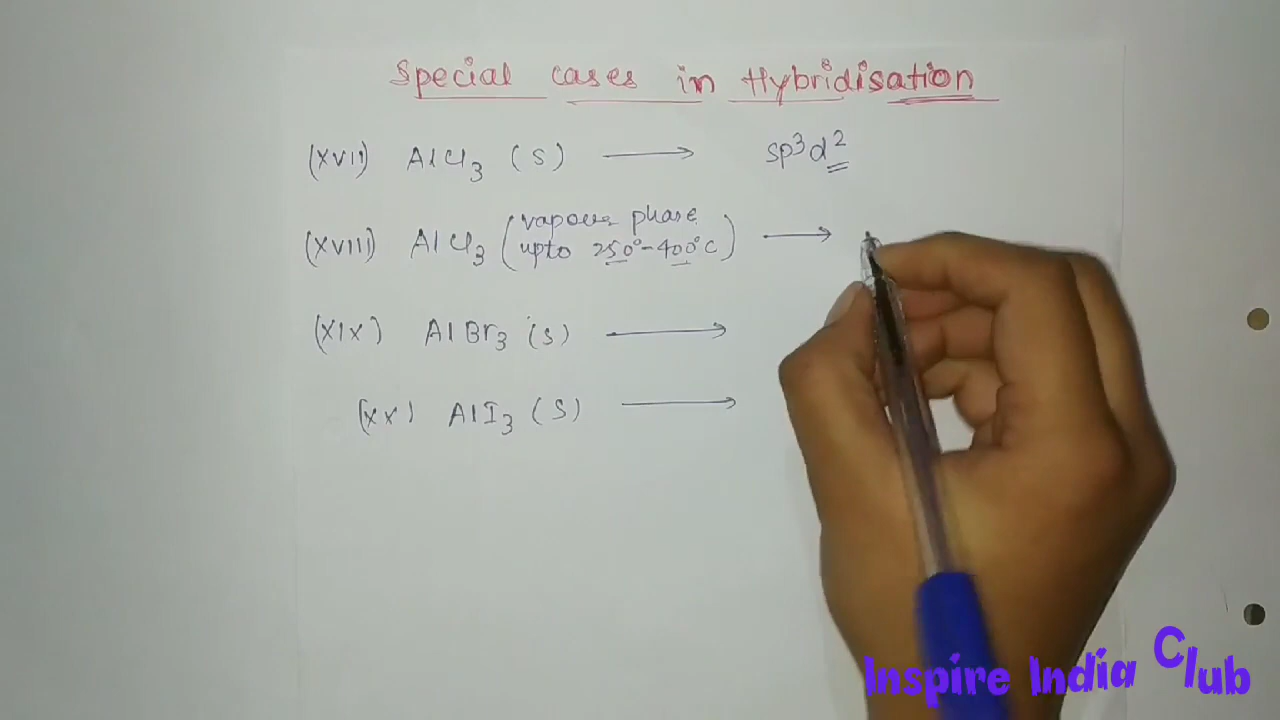 Special cases in Hybridisation
(XVII) AlCl3 (S) ⟶ sp³d²
(XVIII) AlCl3 (vapour phase
upto 250°-400°C) ⟶
(XIX) AlBr3 (S) ⟶
(XX) AlI3 (S) ⟶
Inspire India Club